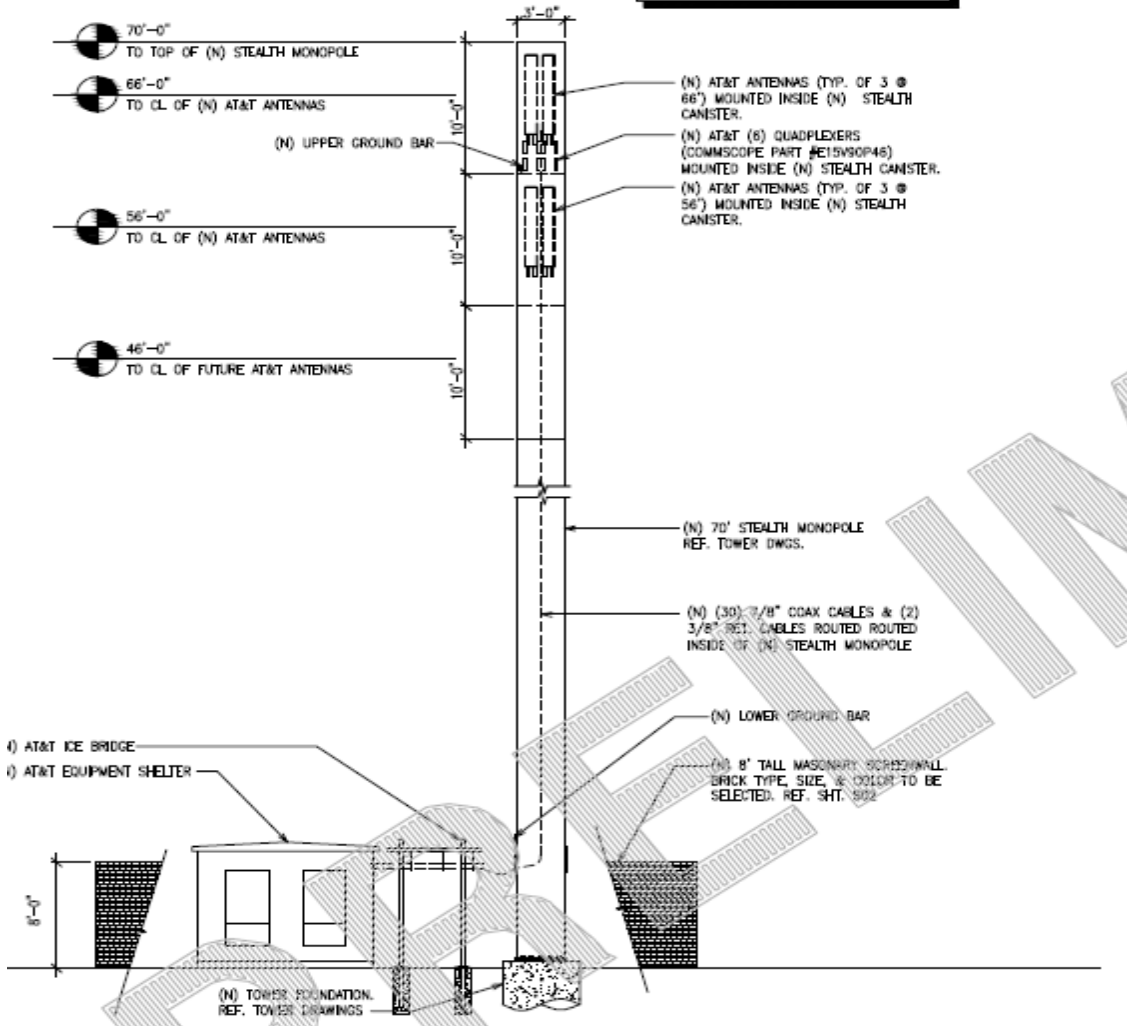 3'-0"
70'-0"
TO TOP OF (N) STEALTH MONOPOLE
66'-0"
TO CL OF (N) AT&T ANTENNAS
(N) UPPER GROUND BAR
10'-0"
(N) AT&T ANTENNAS (TYP. OF 3 @
66') MOUNTED INSIDE (N) STEALTH
CANISTER.
(N) AT&T (6) QUADPLEXERS
(COMMSCOPE PART #E15V90P46)
MOUNTED INSIDE (N) STEALTH CANISTER.
(N) AT&T ANTENNAS (TYP. OF 3 @
56') MOUNTED INSIDE (N) STEALTH
CANISTER.
56'-0"
TO CL OF (N) AT&T ANTENNAS
10'-0"
46'-0"
TO CL OF FUTURE AT&T ANTENNAS
10'-0"
(N) 70' STEALTH MONOPOLE
REF. TOWER DWGS.
(N) (30) 7/8" COAX CABLES & (2)
3/8" RET. CABLES ROUTED ROUTED
INSIDE OF (N) STEALTH MONOPOLE
(N) LOWER GROUND BAR
N) AT&T ICE BRIDGE
N) AT&T EQUIPMENT SHELTER
(N) 8' TALL MASONARY SCREENWALL.
BRICK TYPE, SIZE, & COLOR TO BE
SELECTED. REF. SHT. S02
8'-0"
(N) TOWER FOUNDATION.
REF. TOWER DRAWINGS
PRELIM